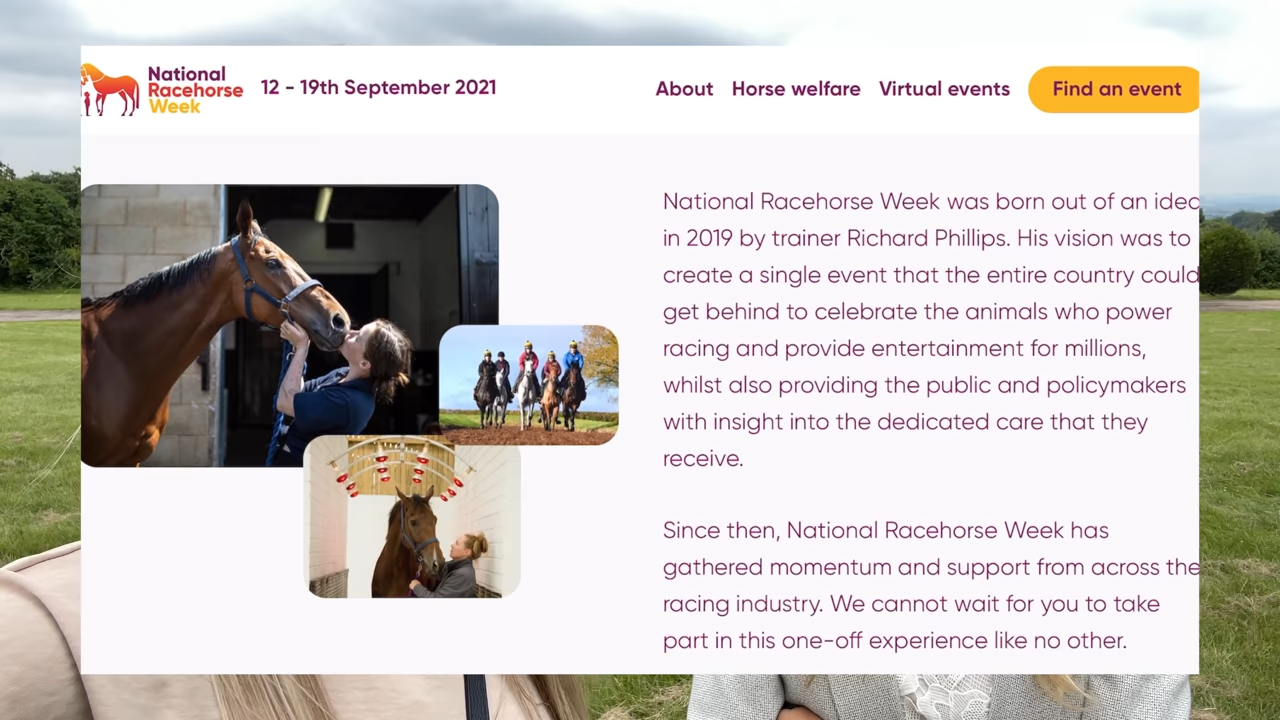 National
Racehorse
Week
12 - 19th September 2021
About
Horse welfare
Virtual events
Find an event
National Racehorse Week was born out of an idea
in 2019 by trainer Richard Phillips. His vision was to
create a single event that the entire country could
get behind to celebrate the animals who power
racing and provide entertainment for millions,
whilst also providing the public and policymakers
with insight into the dedicated care that they
receive.
Since then, National Racehorse Week has
gathered momentum and support from across the
racing industry. We cannot wait for you to take
part in this one-off experience like no other.